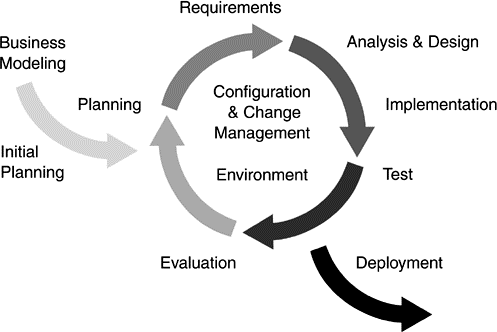 Requirements
Business
Modeling
Analysis & Design
Planning
Configuration
& Change
Management
Implementation
Initial
Planning
Environment
Test
Evaluation
Deployment